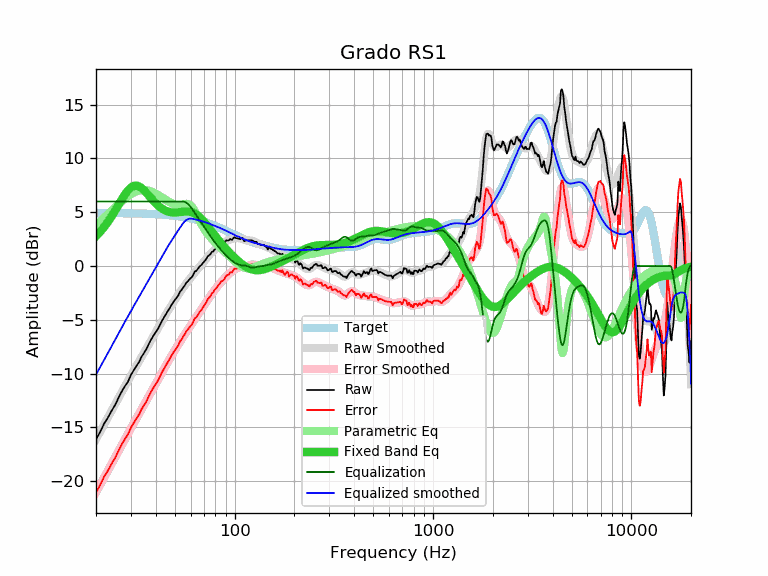 Grado RS1
15
10
5
0
−5
−10
−15
−20
Amplitude (dBr)
Target
Raw Smoothed
Error Smoothed
Raw
Error
Parametric Eq
Fixed Band Eq
Equalization
Equalized smoothed
100
1000
10000
Frequency (Hz)